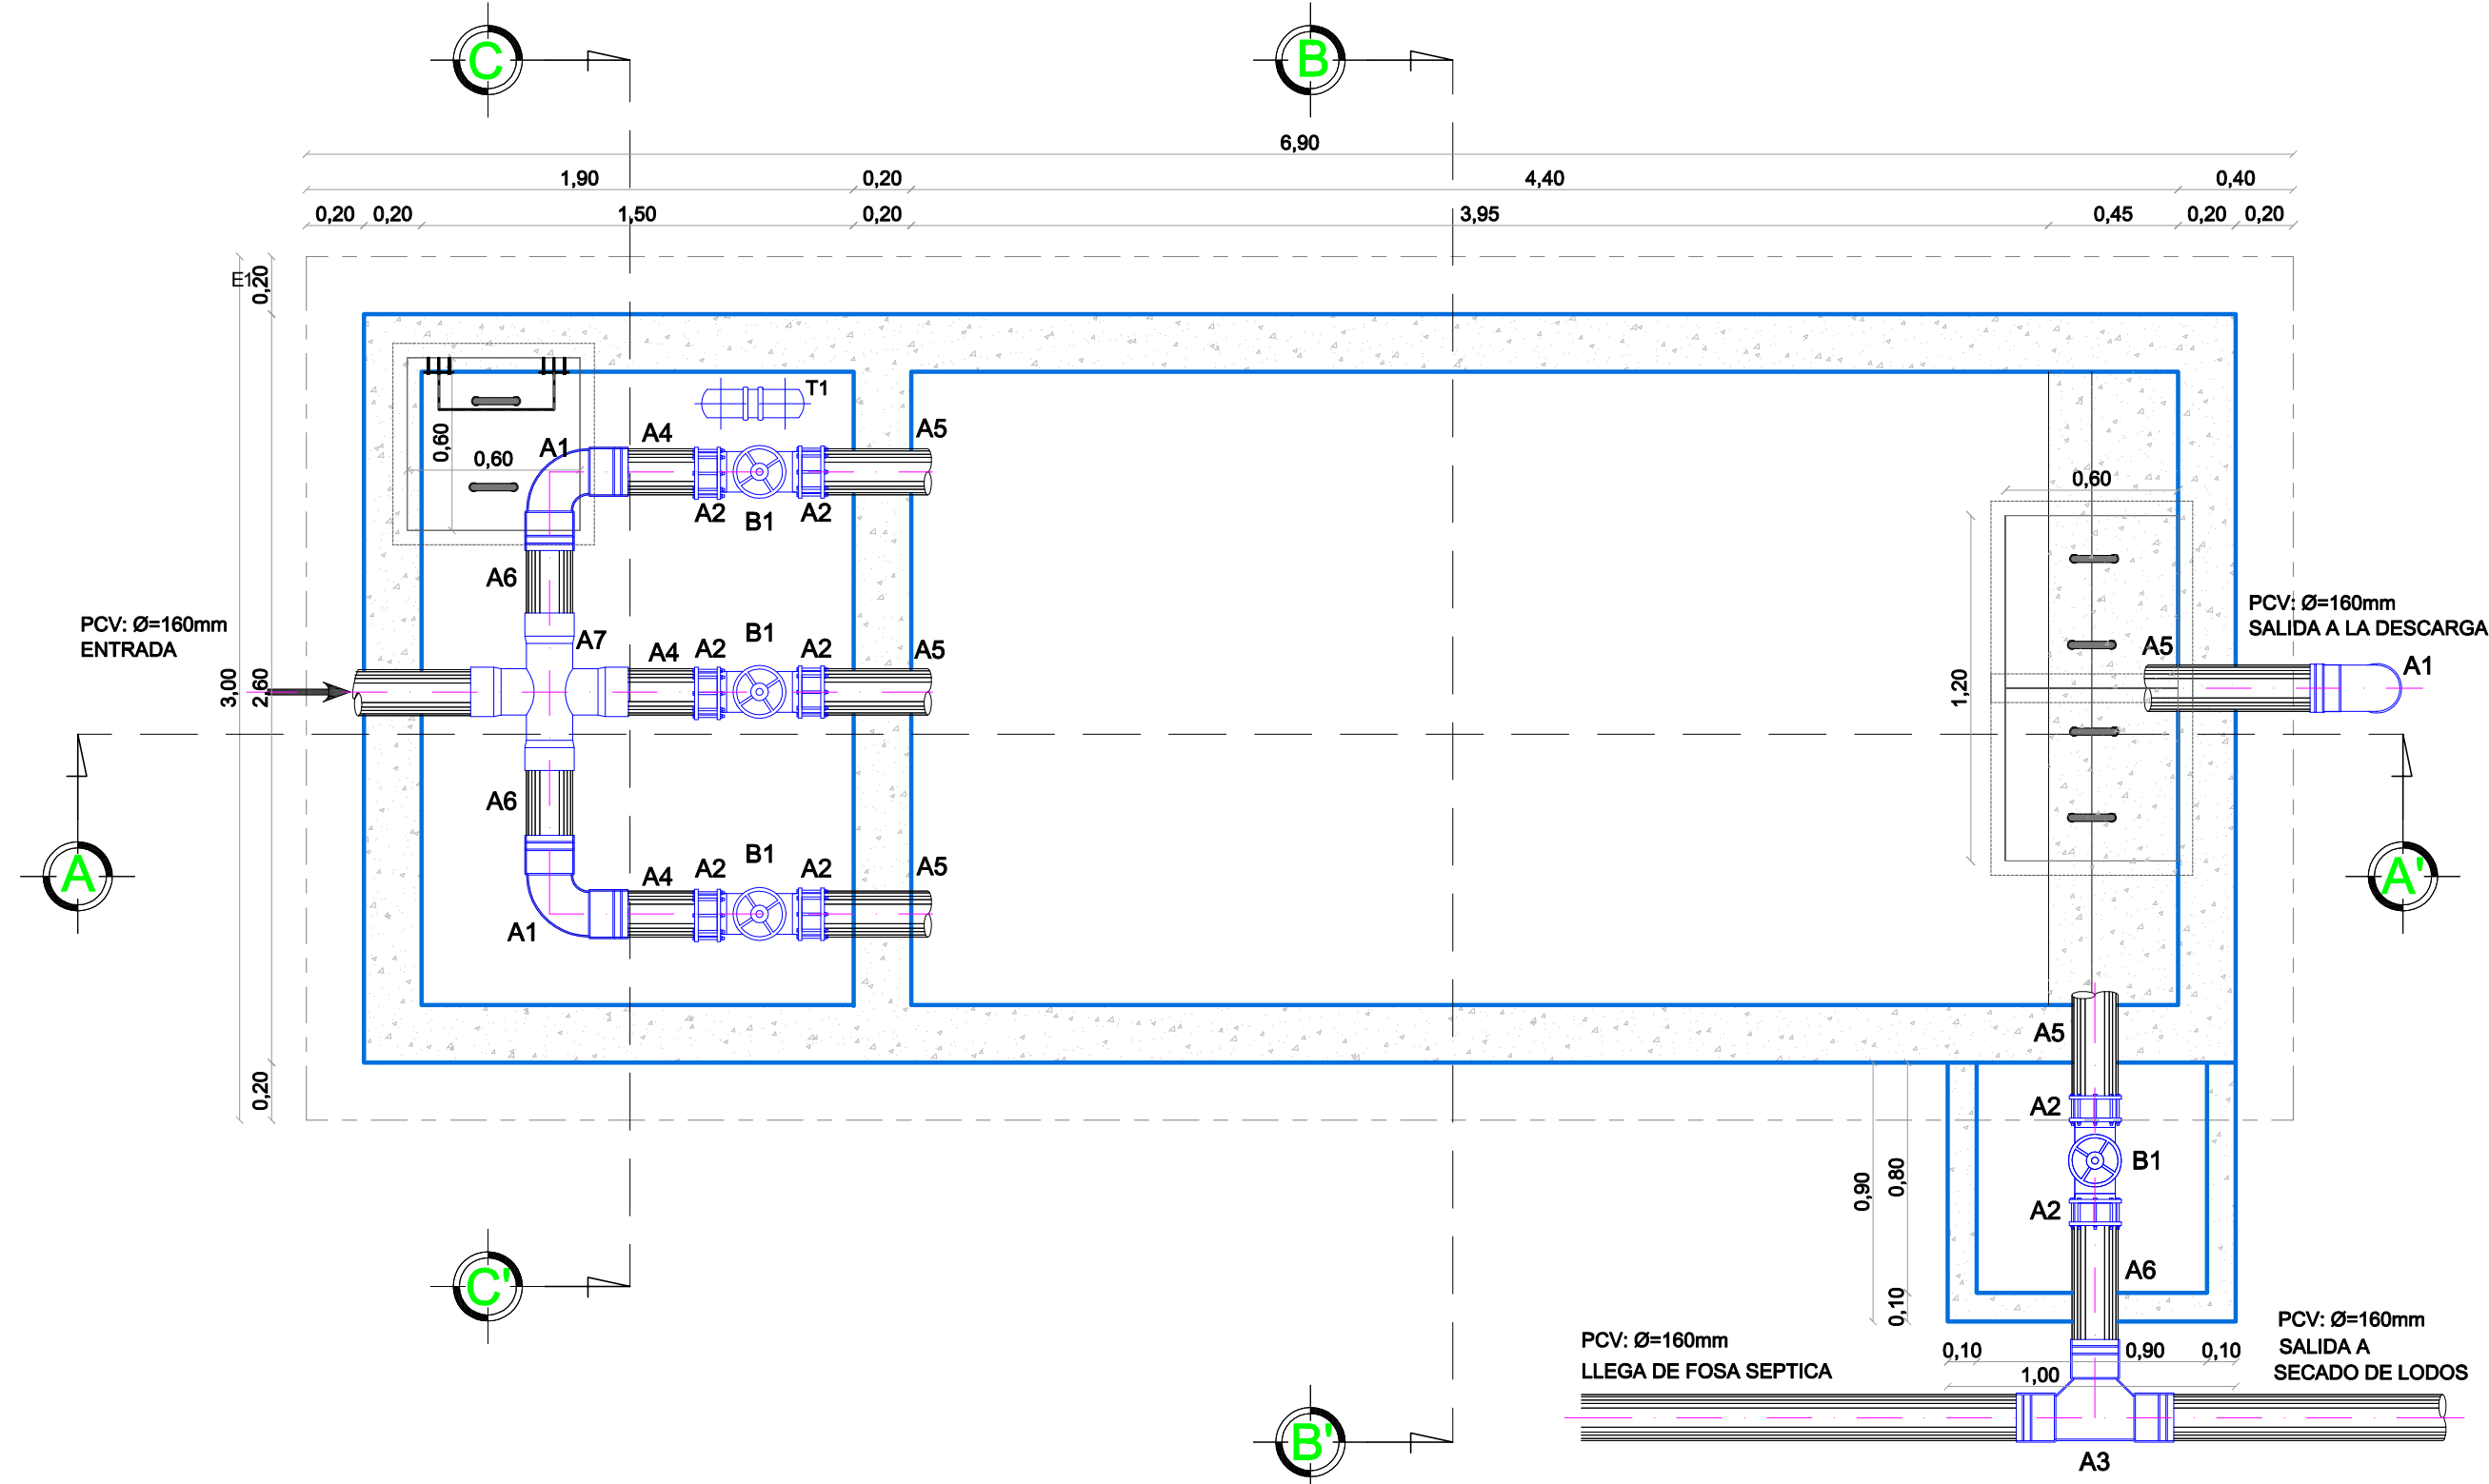 C
B
6,90
1,90
0,20
4,40
0,40
0,20
0,20
1,50
0,20
3,95
0,45
0,20
0,20
E1
0,20
T1
A1
A4
A5
0,60
0,60
0,60
A2
B1
A2
A6
PCV: Ø=160mm
ENTRADA
A7
A4
A2
B1
A2
A5
PCV: Ø=160mm
SALIDA A LA DESCARGA
A5
A1
3,00
2,60
1,20
A6
A
A4
A2
B1
A2
A5
A'
A1
A5
0,20
A2
B1
0,90
0,80
A2
C'
A6
0,10
PCV: Ø=160mm
LLEGA DE FOSA SEPTICA
PCV: Ø=160mm
SALIDA A
SECADO DE LODOS
0,10
0,90
0,10
1,00
B'
A3